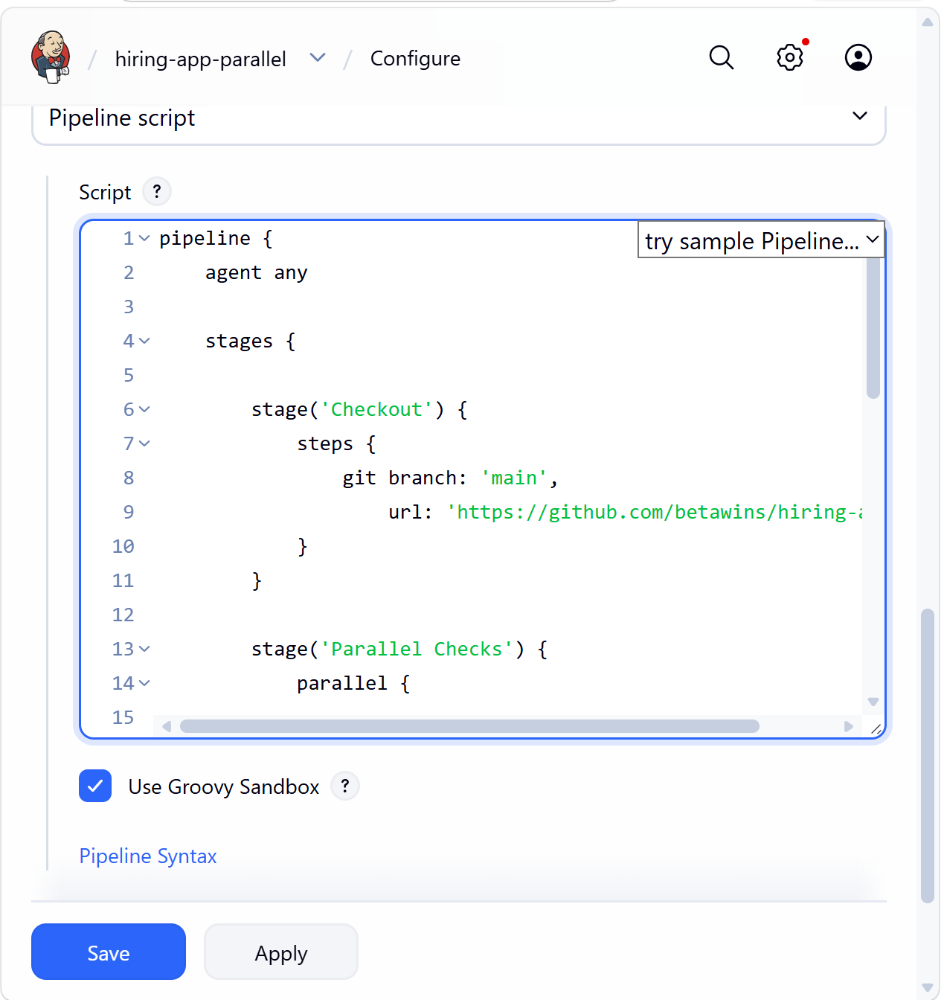 / hiring-app-parallel / Configure
Pipeline script
Script ?
try sample Pipeline...
1 pipeline {
2     agent any
3
4     stages {
5
6         stage('Checkout') {
7             steps {
8                 git branch: 'main',
9                     url: 'https://github.com/betawins/hiring-
10             }
11         }
12
13         stage('Parallel Checks') {
14             parallel {
15
Use Groovy Sandbox ?
Pipeline Syntax
Save Apply